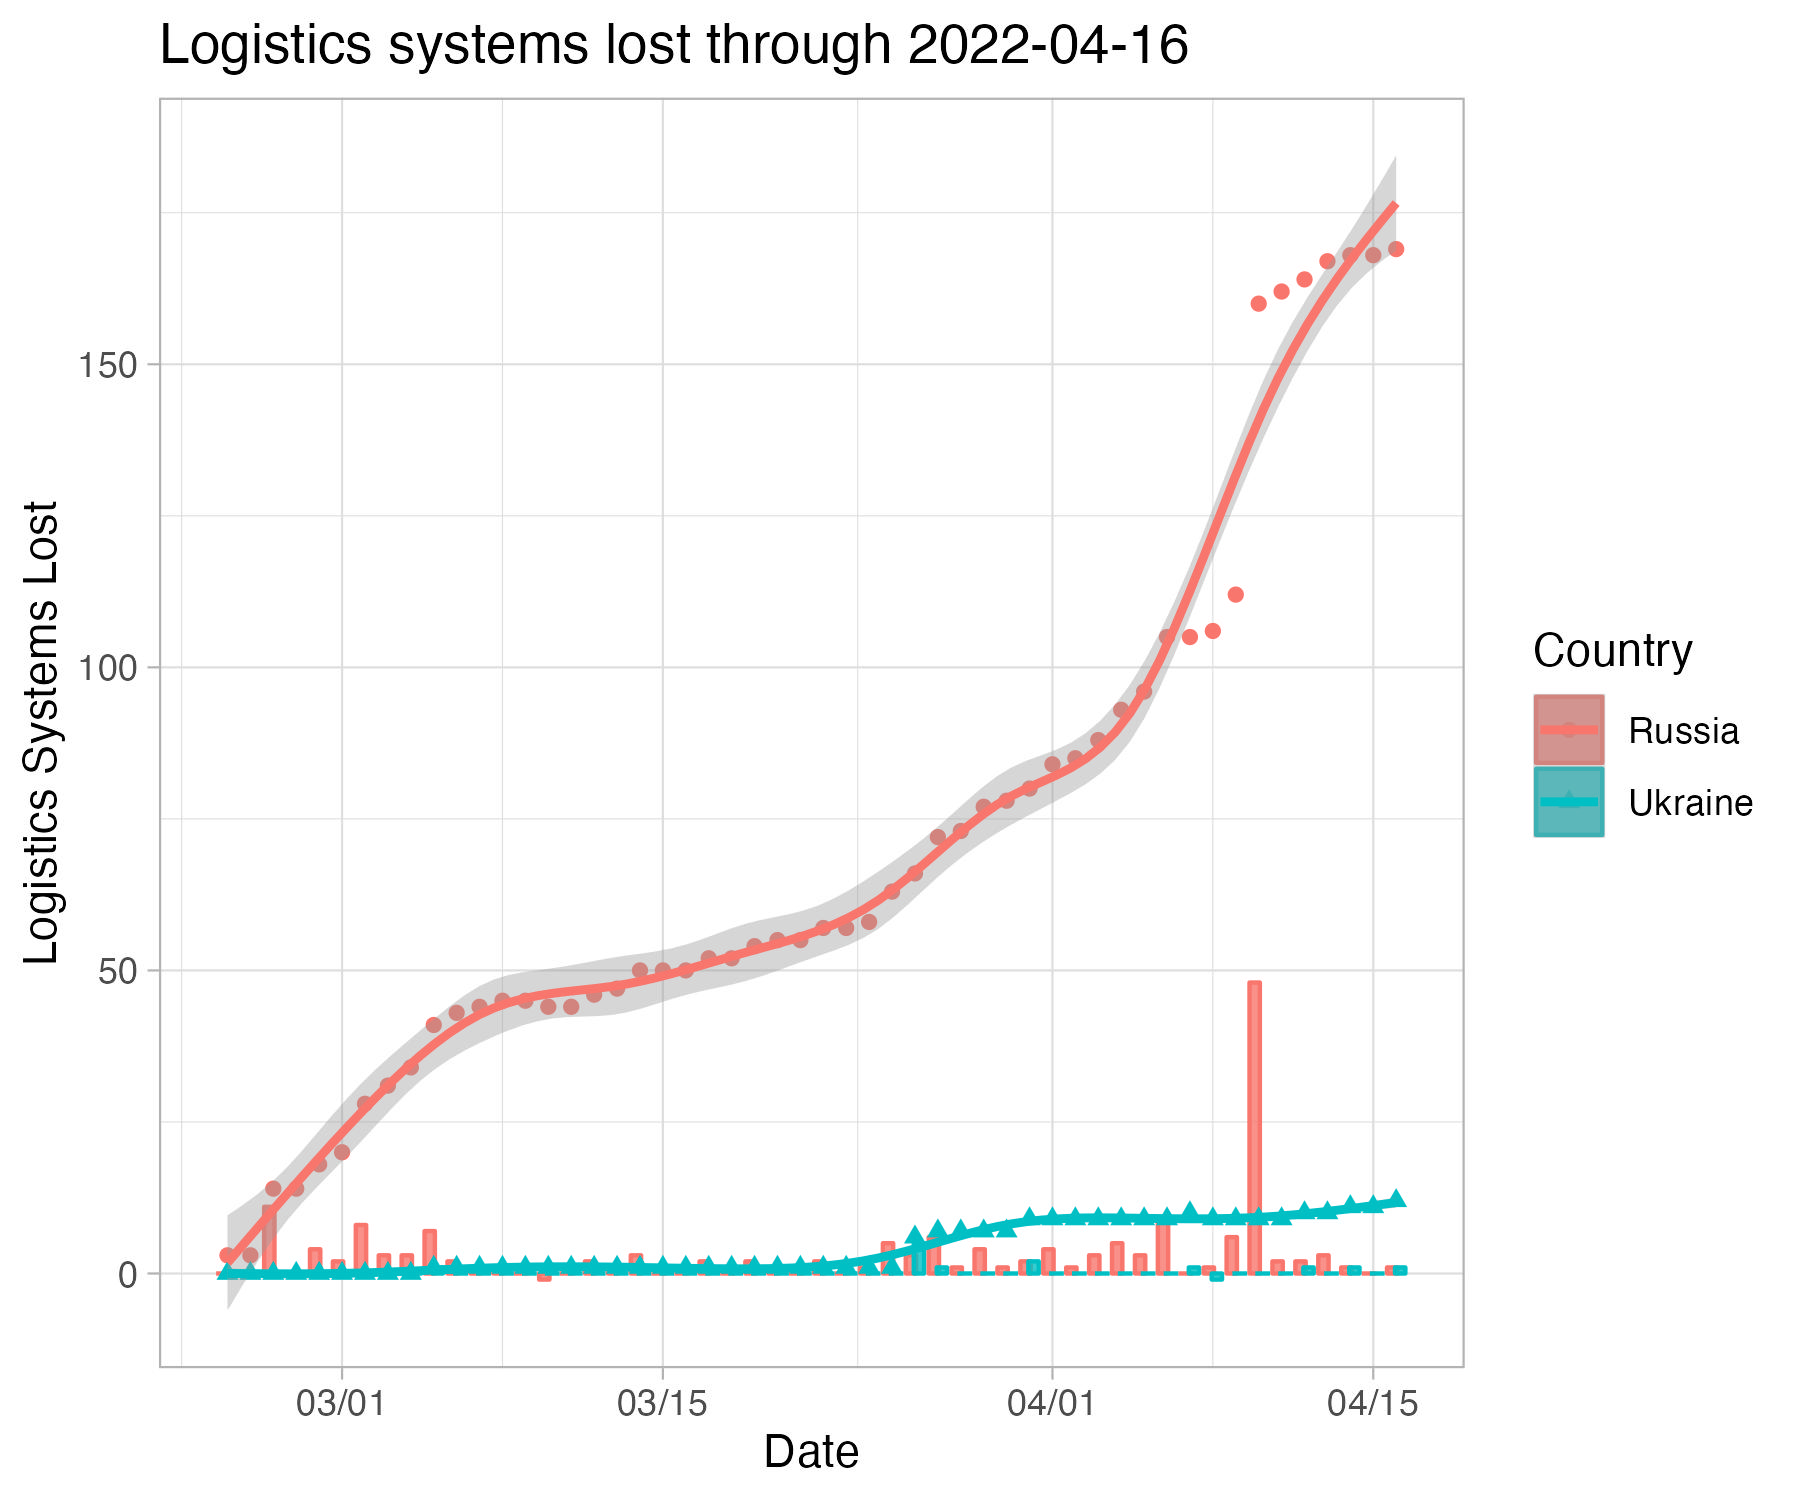 Logistics systems lost through 2022-04-16
Logistics Systems Lost
150
100
50
0
03/01
03/15
04/01
04/15
Date
Country
Russia
Ukraine